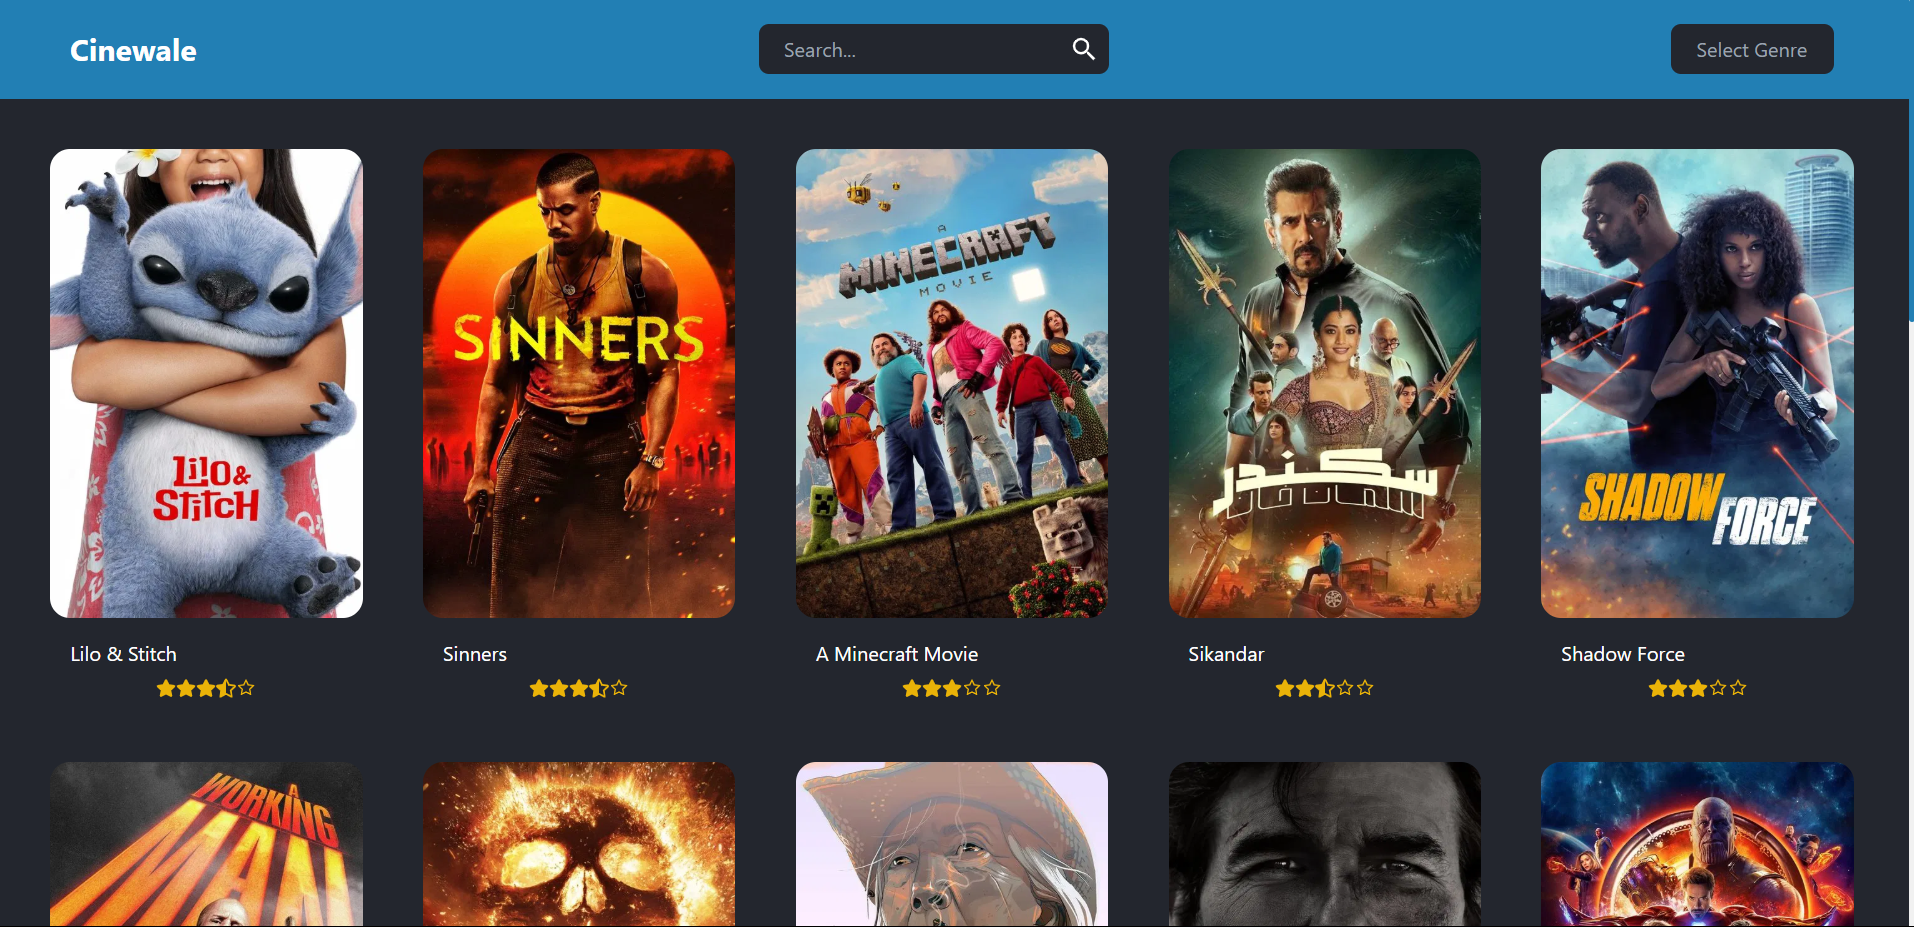 Cinewale
Search...
Select Genre
LiLO &
StitcH
SINNERS
A
MINECRAFT
MOVIE
سكندر
سلمان خان
SHADOW
FORCE
Lilo & Stitch
Sinners
A Minecraft Movie
Sikandar
Shadow Force
A
WORKING
MAN